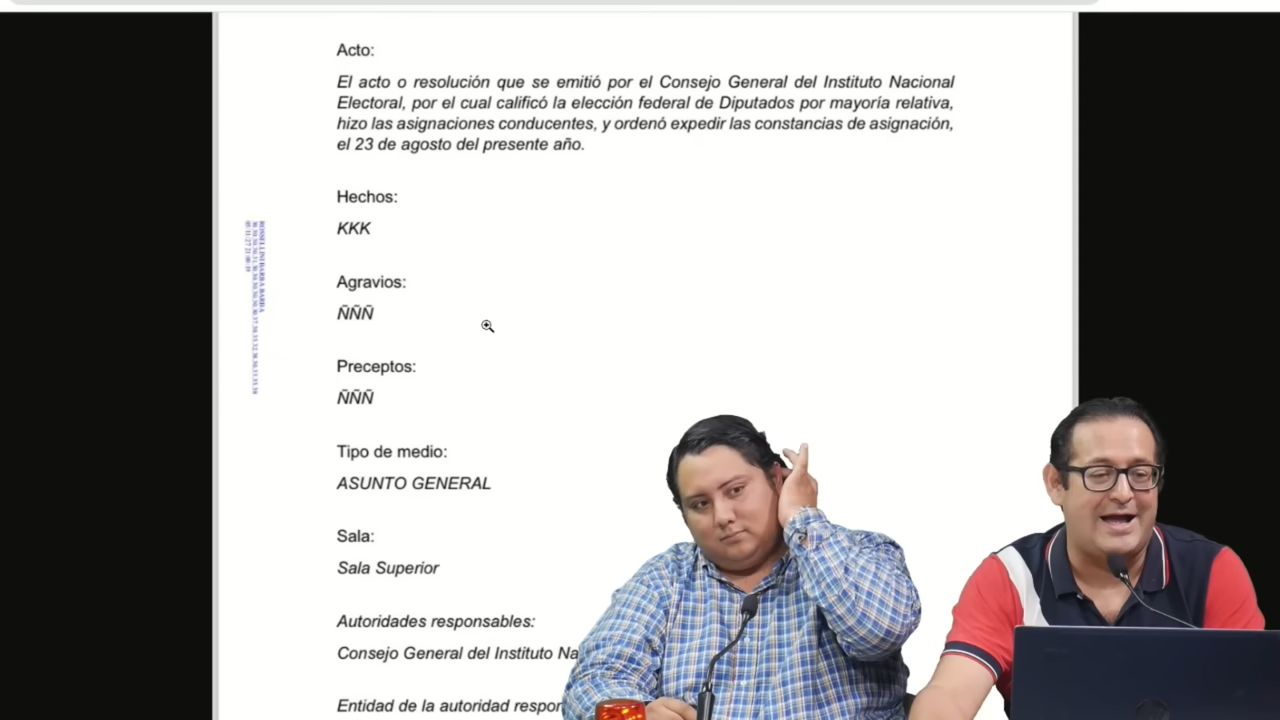 Acto:
El acto o resolución que se emitió por el Consejo General del Instituto Nacional
Electoral, por el cual calificó la elección federal de Diputados por mayoría relativa,
hizo las asignaciones conducentes, y ordenó expedir las constancias de asignación,
el 23 de agosto del presente año.
Hechos:
KKK
Agravios:
ÑÑÑ
Preceptos:
ÑÑÑ
Tipo de medio:
ASUNTO GENERAL
Sala:
Sala Superior
Autoridades responsables:
Consejo General del Instituto Na
Entidad de la autoridad respon